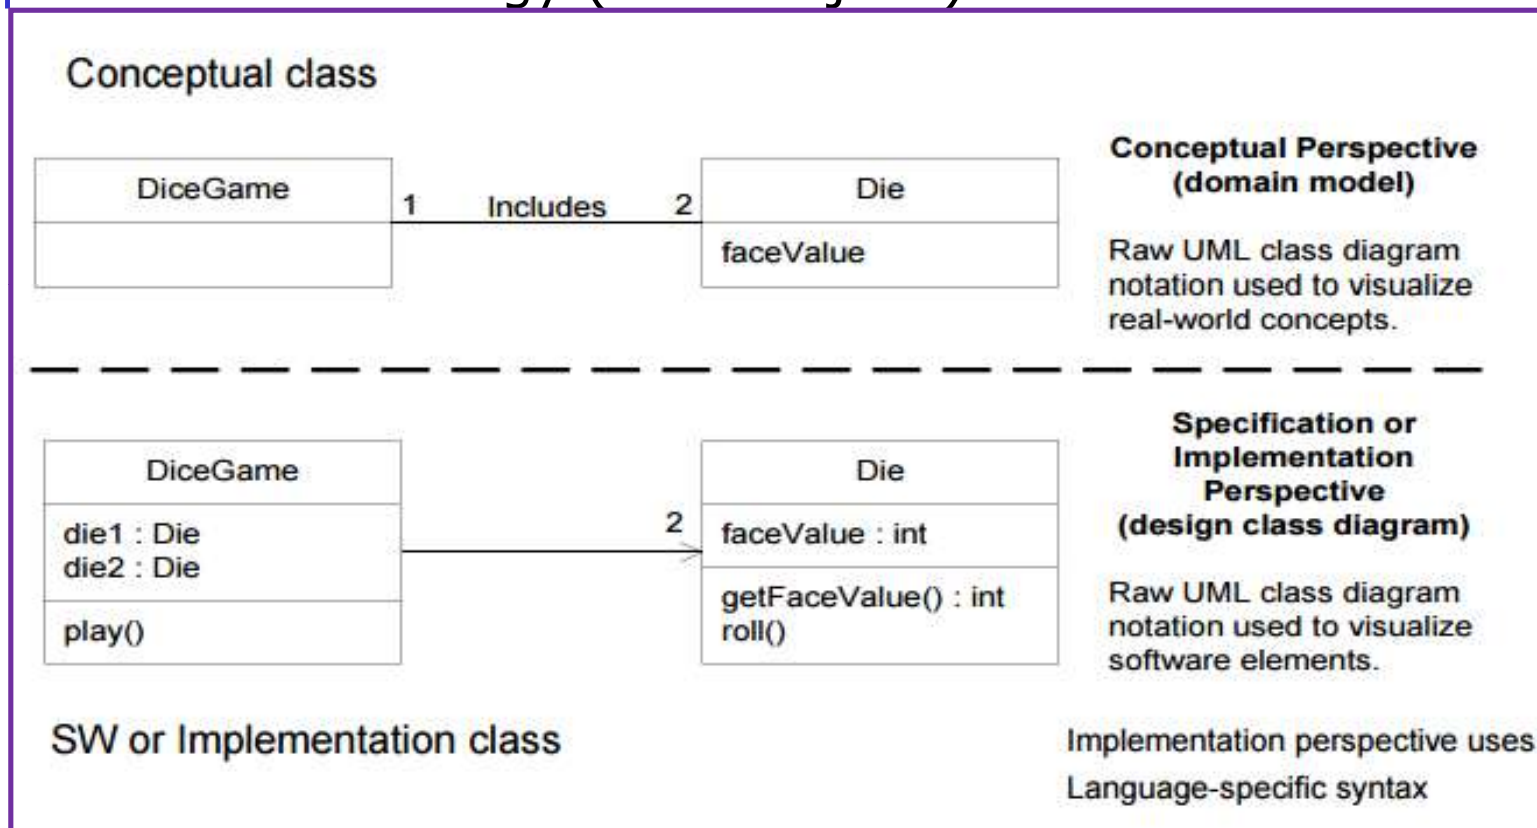 Conceptual class
DiceGame
1 Includes 2
Die
faceValue
Conceptual Perspective
(domain model)
Raw UML class diagram
notation used to visualize
real-world concepts.
DiceGame
die1 : Die
die2 : Die
play()
2
Die
faceValue : int
getFaceValue() : int
roll()
Specification or
Implementation
Perspective
(design class diagram)
Raw UML class diagram
notation used to visualize
software elements.
SW or Implementation class
Implementation perspective uses
Language-specific syntax